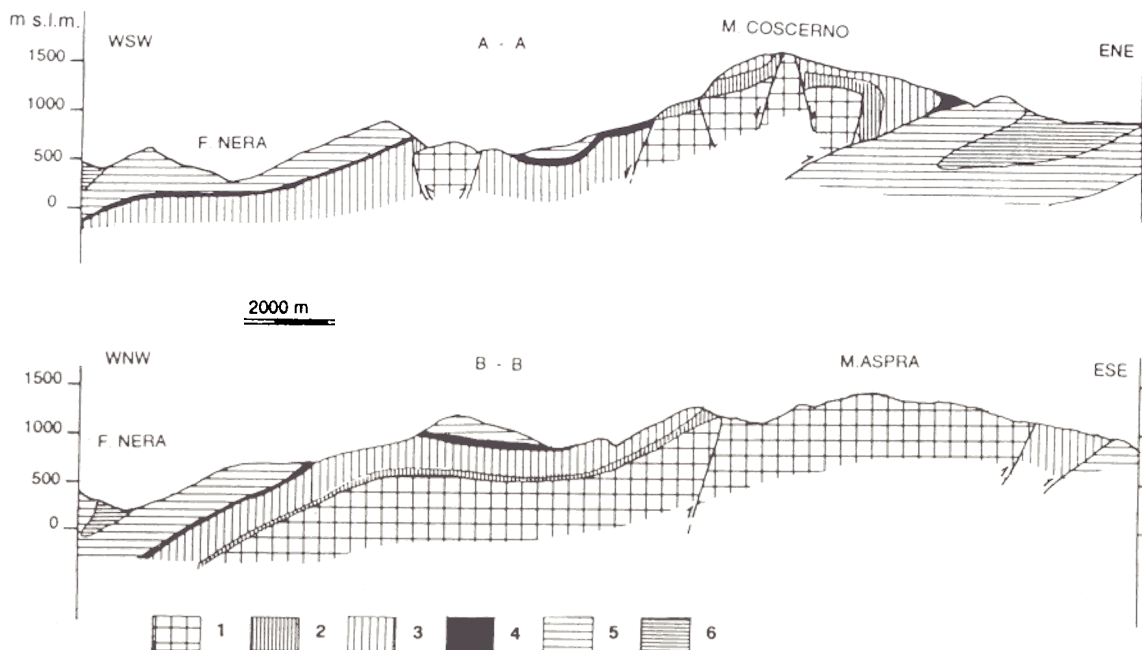 m s.l.m.
WSW
A - A
M. COSCERNO
ENE
1500
1000
500
0
F. NERA
2000 m
WNW
B - B
M.ASPRA
ESE
1500
1000
500
0
F. NERA
1 2 3 4 5 6